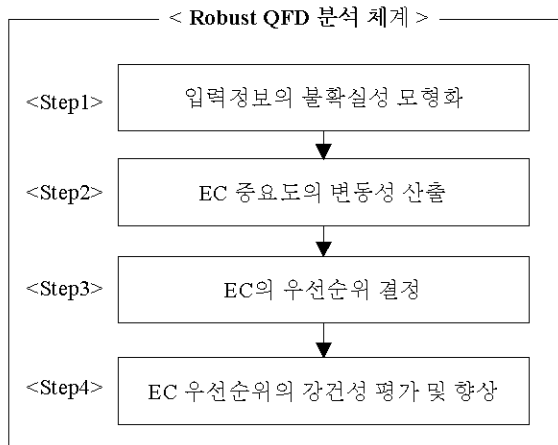 < Robust QFD 분석 체계 >
<Step1> 입력정보의 불확실성 모형화
<Step2> EC 중요도의 변동성 산출
<Step3> EC의 우선순위 결정
<Step4> EC 우선순위의 강건성 평가 및 향상